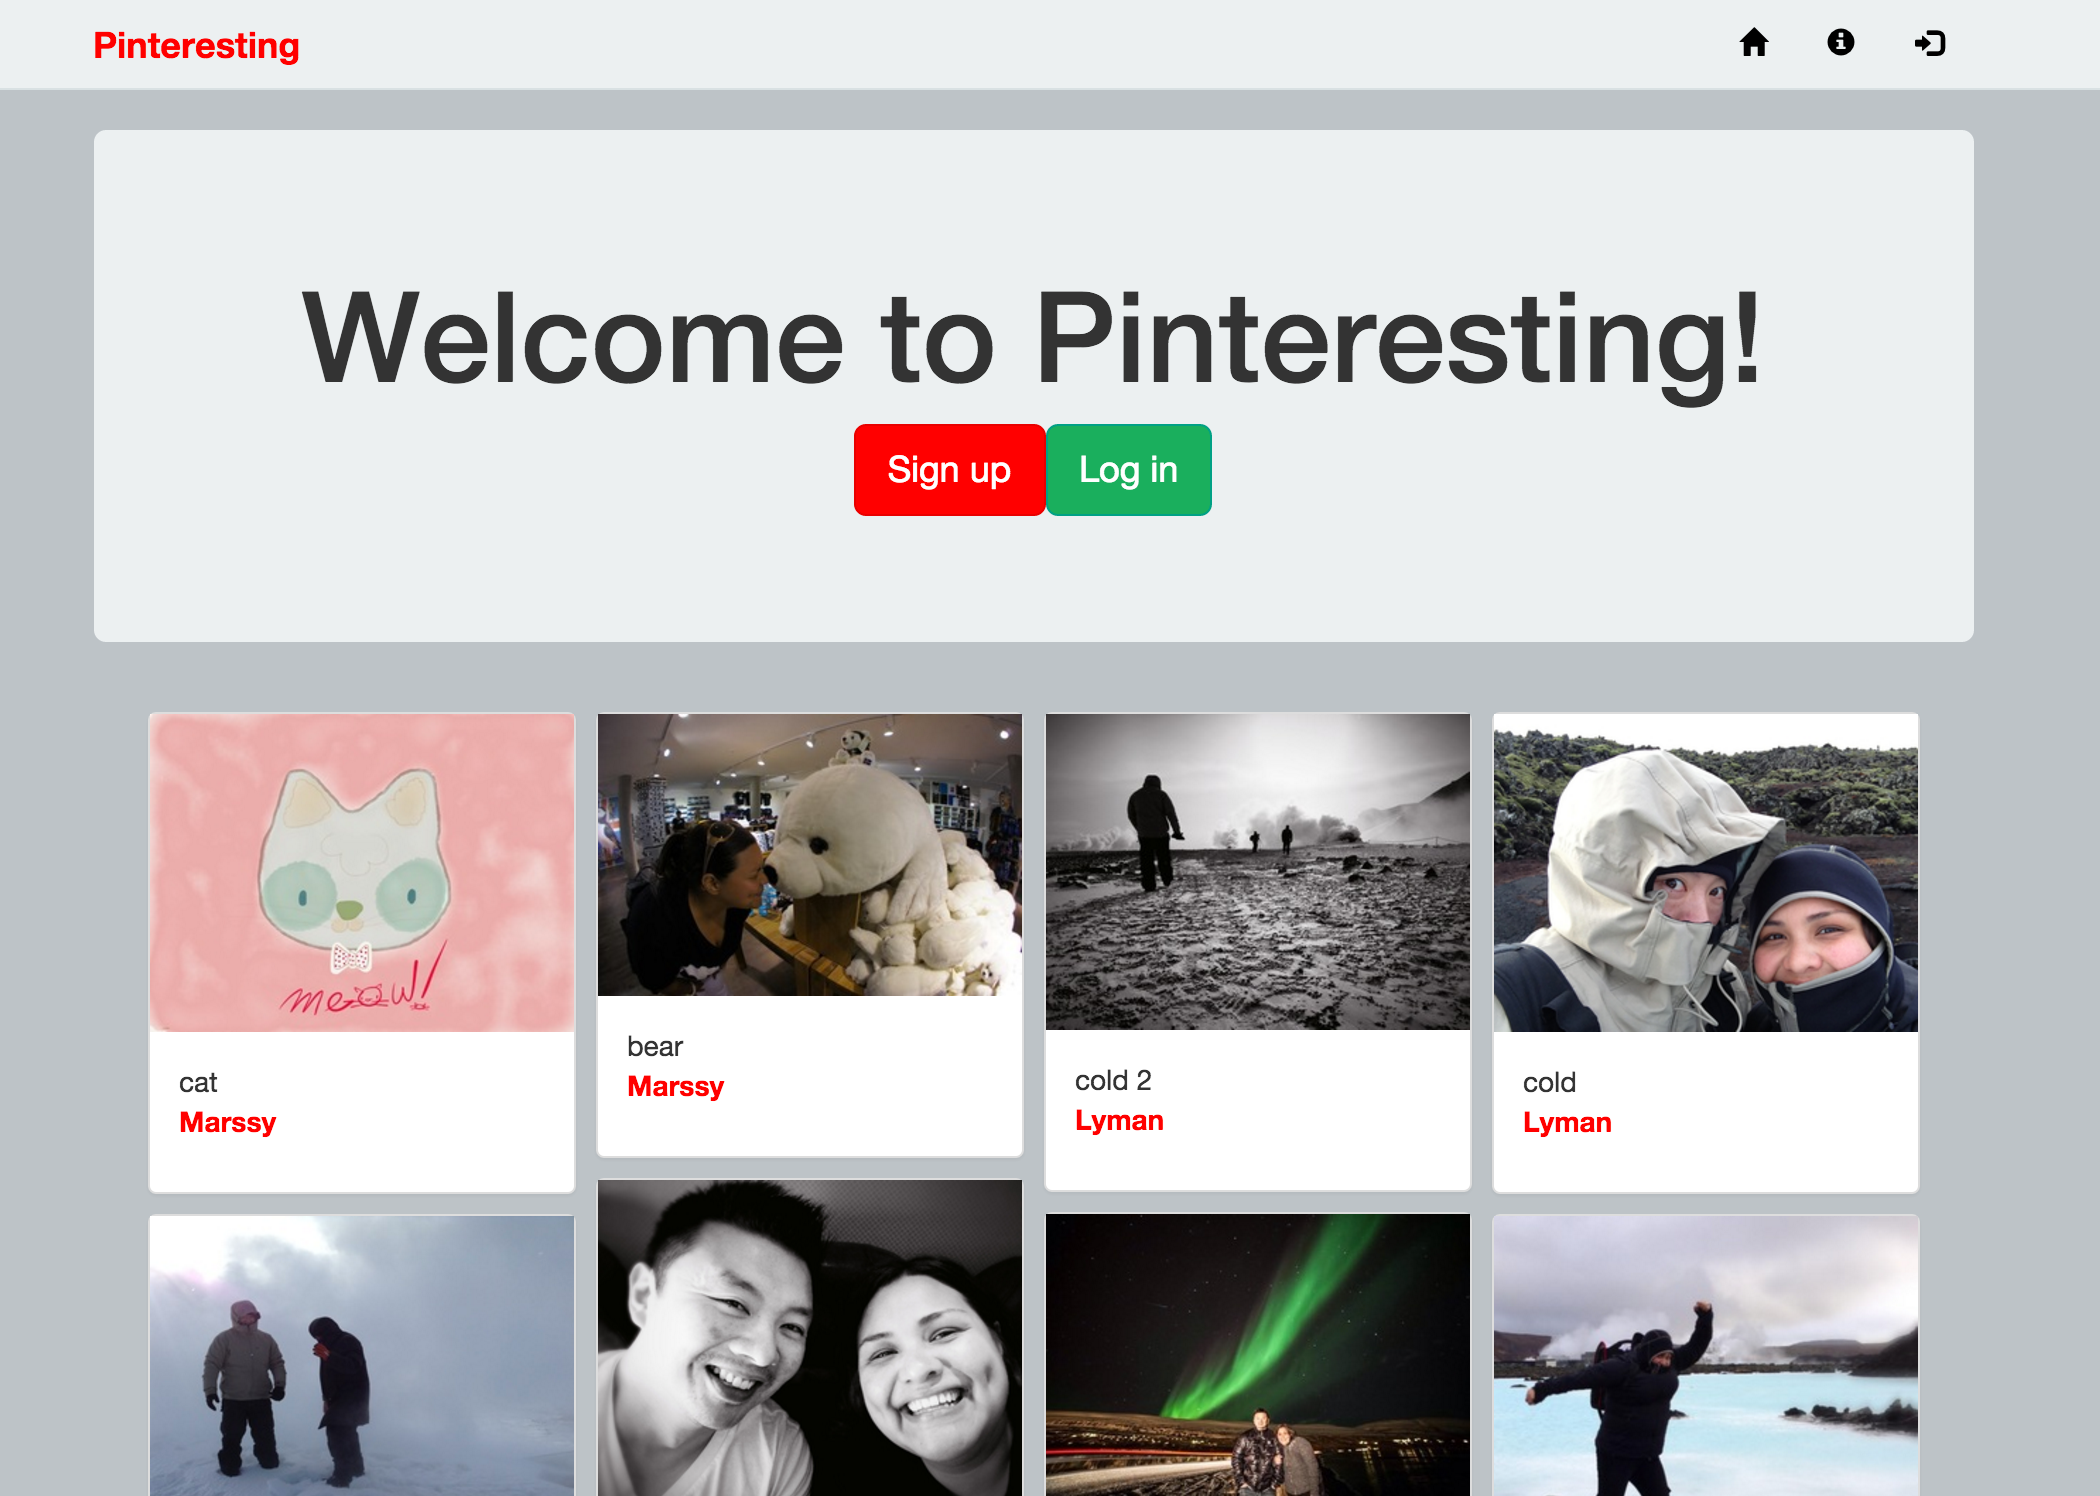 Pinteresting
Welcome to Pinteresting!
Sign up
Log in
meow!
cat
Marssy
bear
Marssy
cold 2
Lyman
cold
Lyman